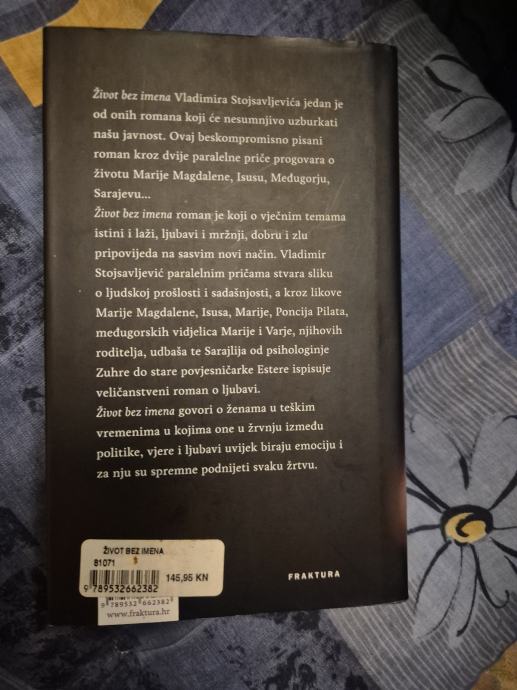 Život bez imena Vladimira Stojsavljevića jedan je
od onih romana koji će nesumnjivo uzburkati
našu javnost. Ovaj beskompromisno pisani
roman kroz dvije paralelne priče progovara o
životu Marije Magdalene, Isusu, Međugorju,
Sarajevu...
Život bez imena roman je koji o vječnim temama
istini i laži, ljubavi i mržnji, dobru i zlu
pripovijeda na sasvim novi način. Vladimir
Stojsavljević paralelnim pričama stvara sliku
o ljudskoj prošlosti i sadašnjosti, a kroz likove
Marije Magdalene, Isusa, Marije, Poncija Pilata,
međugorskih vidjelica Marije i Varje, njihovih
roditelja, udbaša te Sarajlija od psihologinje
Zuhre do stare povjesničarke Estere ispisuje
veličanstveni roman o ljubavi.
Život bez imena govori o ženama u teškim
vremenima u kojima one u žrvnju između
politike, vjere i ljubavi uvijek biraju emociju i
za nju su spremne podnijeti svaku žrtvu.
ŽIVOT BEZ IMENA
81071
145,95 KN
9 789532 662382
9 789532 662382
www.fraktura.hr
FRAKTURA